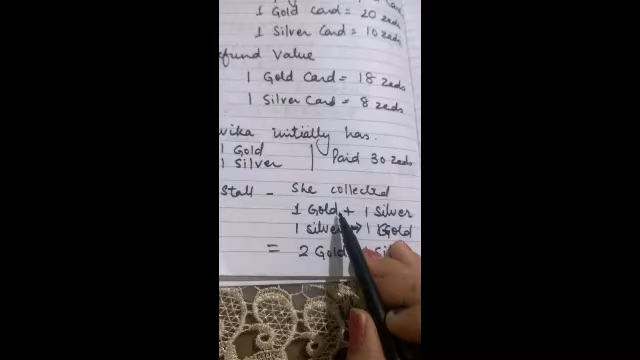 1 Gold Card = 20 zeds
1 Silver Card = 10 zeds
efund Value
1 Gold Card = 18 zeds
1 Silver Card = 8 zeds
vika initially has.
1 Gold
1 Silver | Paid 30 zeds
Stall - She collected
1 Gold + 1 Silver
1 Silver → 1 Gold
= 2 Gold